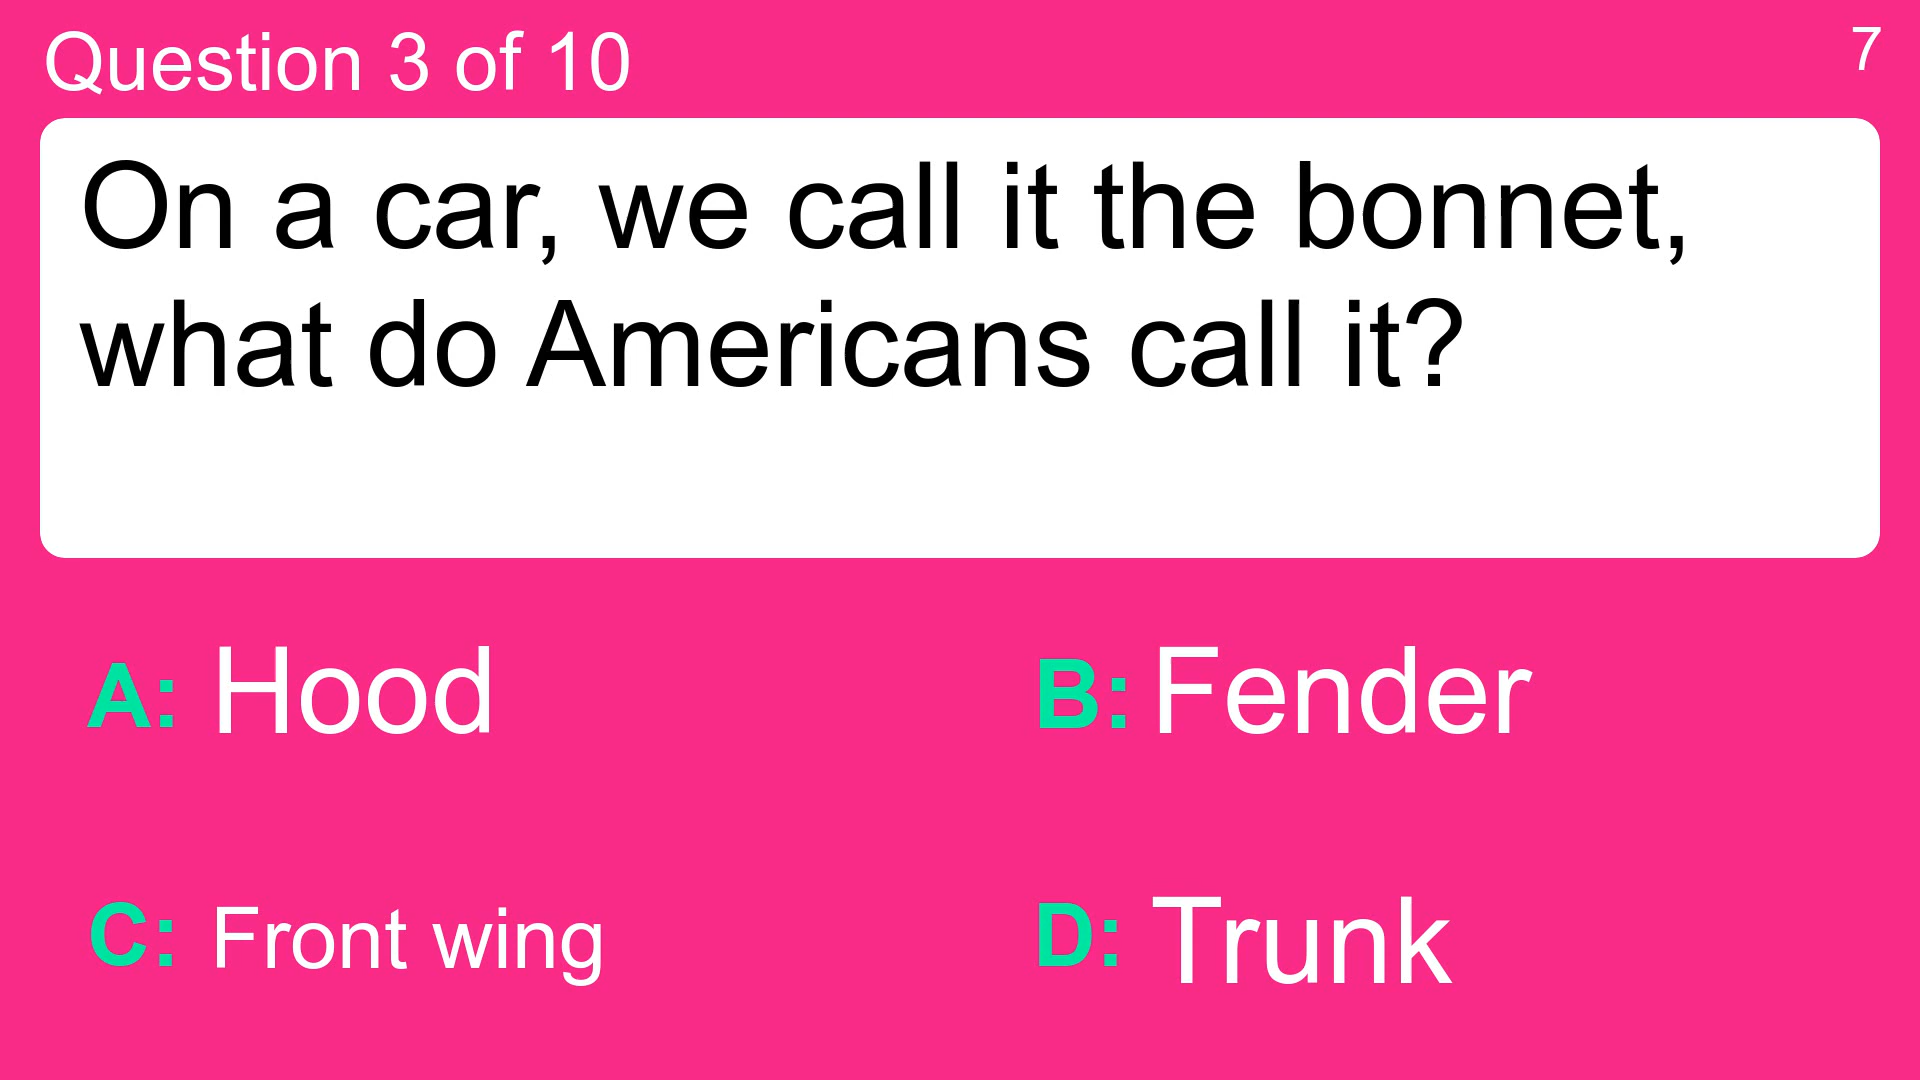 Question 3 of 10
7
On a car, we call it the bonnet,
what do Americans call it?
A: Hood
B: Fender
C: Front wing
D: Trunk